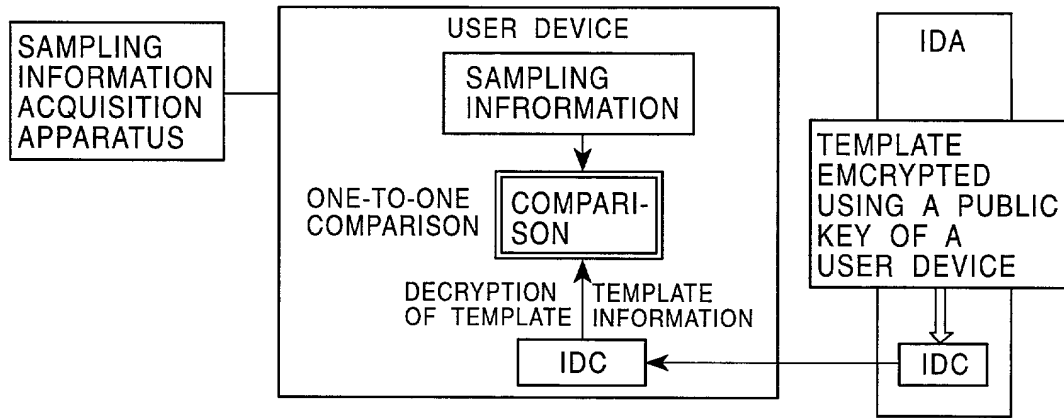 SAMPLING
INFORMATION
ACQUISITION
APPARATUS
USER DEVICE
SAMPLING
INFRORMATION
ONE-TO-ONE
COMPARISON
COMPARI-
SON
DECRYPTION
OF TEMPLATE
TEMPLATE
INFORMATION
IDC
IDA
TEMPLATE
EMCRYPTED
USING A PUBLIC
KEY OF A
USER DEVICE
IDC